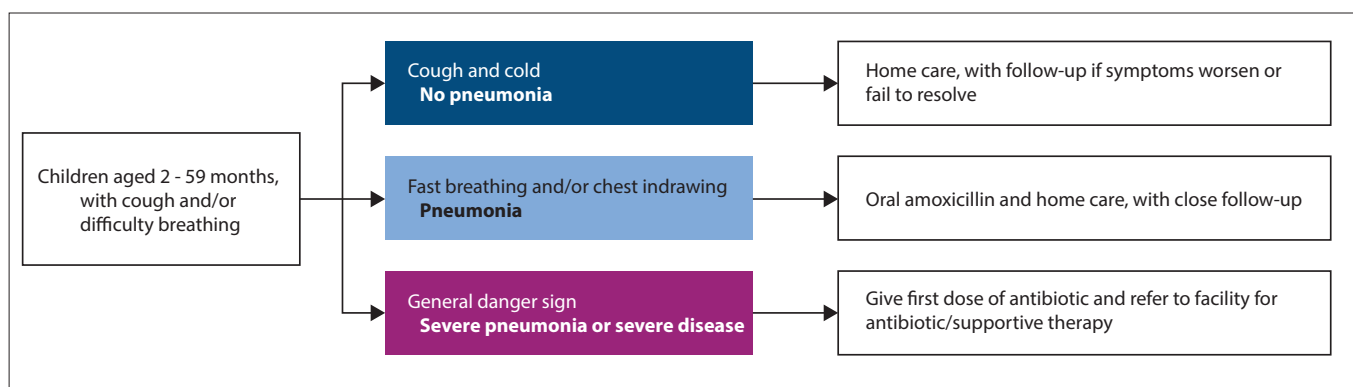 Children aged 2 - 59 months,
with cough and/or
difficulty breathing
Cough and cold
No pneumonia
Home care, with follow-up if symptoms worsen or
fail to resolve
Fast breathing and/or chest indrawing
Pneumonia
Oral amoxicillin and home care, with close follow-up
General danger sign
Severe pneumonia or severe disease
Give first dose of antibiotic and refer to facility for
antibiotic/supportive therapy